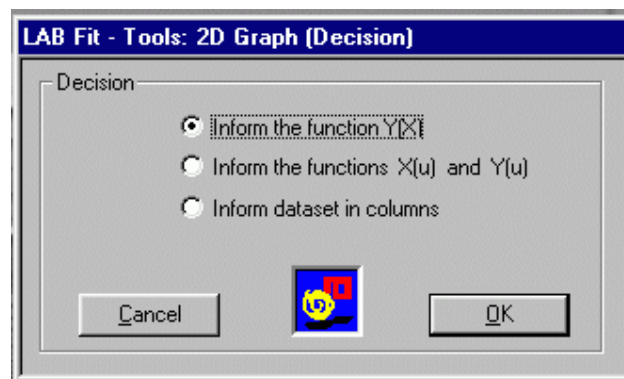 LAB Fit - Tools: 2D Graph (Decision)
Decision
Inform the function Y(X)
Inform the functions X(u) and Y(u)
Inform dataset in columns
Cancel OK